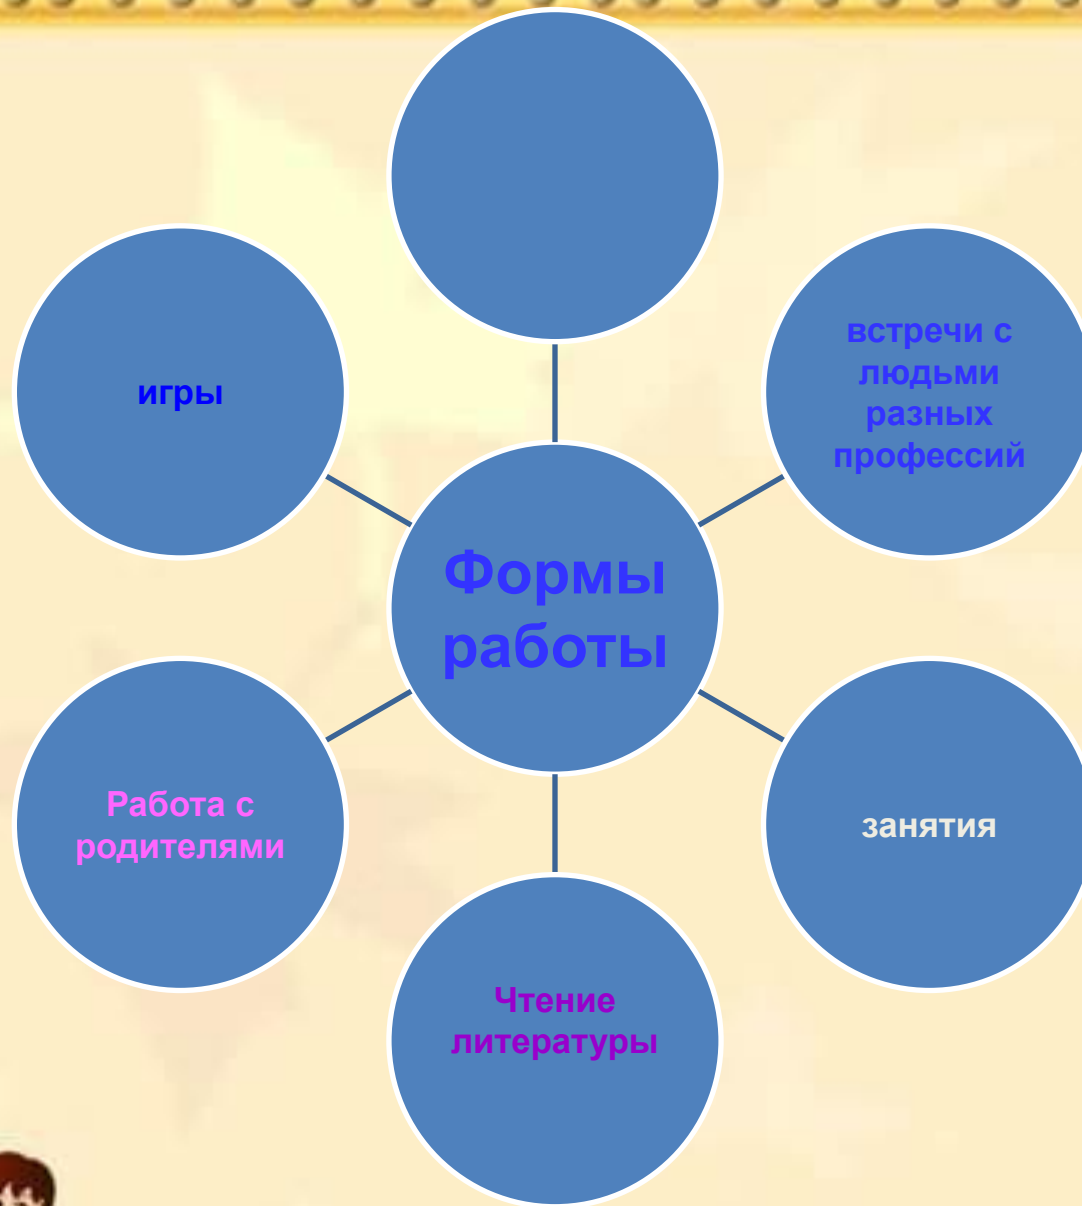 встречи с
людьми
разных
профессий
игры
Формы
работы
Работа с
родителями
занятия
Чтение
литературы